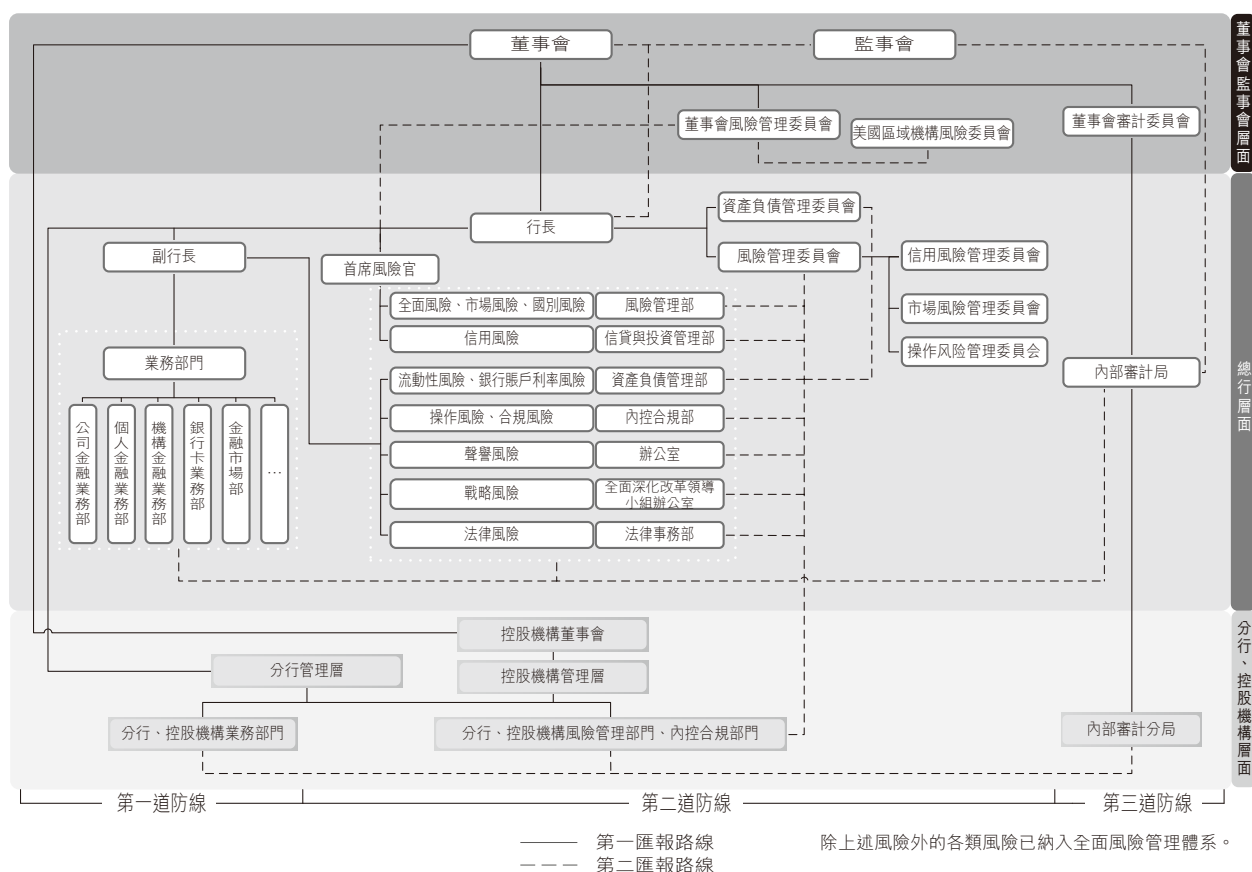 董事會
監事會
董事會監事會層面
董事會風險管理委員會
美國區域機構風險委員會
董事會審計委員會
行長
資產負債管理委員會
副行長
首席風險官
風險管理委員會
信用風險管理委員會
全面風險、市場風險、國別風險
風險管理部
市場風險管理委員會
信用風險
信貸與投資管理部
操作风险管理委员会
業務部門
流動性風險、銀行賬戶利率風險
資產負債管理部
內部審計局
總行層面
公司金融業務部
個人金融業務部
機構金融業務部
銀行卡業務部
金融市場部
…
操作風險、合規風險
內控合規部
聲譽風險
辦公室
戰略風險
全面深化改革領導
小組辦公室
法律風險
法律事務部
控股機構董事會
分行管理層
控股機構管理層
分行、控股機構層面
分行、控股機構業務部門
分行、控股機構風險管理部門、內控合規部門
內部審計分局
第一道防線
第二道防線
第三道防線
第一匯報路線
除上述風險外的各類風險已納入全面風險管理體系。
第二匯報路線